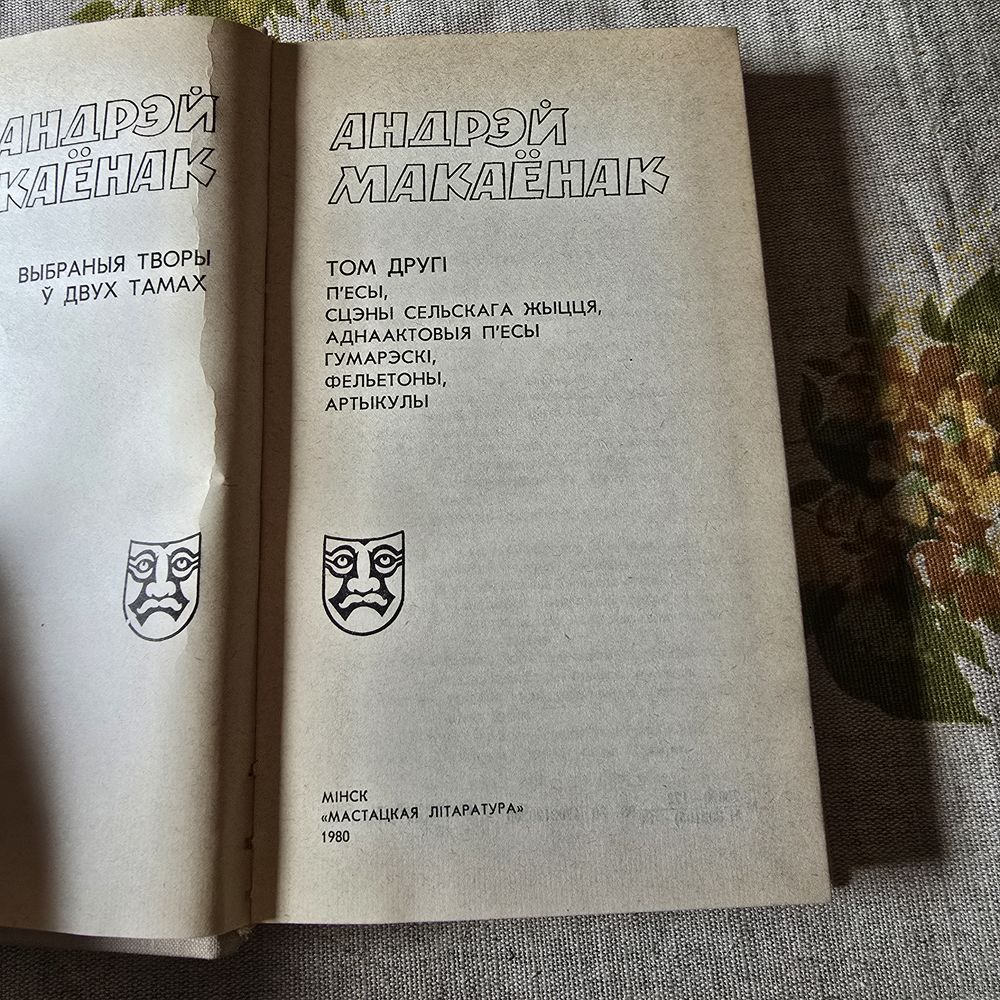 АНДРЭЙ
КАЁНАК
ВЫБРАНЫЯ ТВОРЫ
Ў ДВУХ ТАМАХ
АНДРЭЙ
МАКАЁНАК
ТОМ ДРУГІ
П'ЕСЫ,
СЦЭНЫ СЕЛЬСКАГА ЖЫЦЦЯ,
АДНААКТОВЫЯ П'ЕСЫ
ГУМАРЭСКІ,
ФЕЛЬЕТОНЫ,
АРТЫКУЛЫ
МІНСК
«МАСТАЦКАЯ ЛІТАРАТУРА»
1980